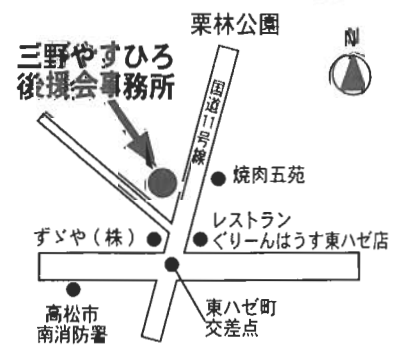 栗林公園
N
三野やすひろ
後援会事務所
国道11号線
焼肉五苑
ずゞや(株)
レストラン
ぐりーんはうす東ハゼ店
高松市
南消防署
東ハゼ町
交差点